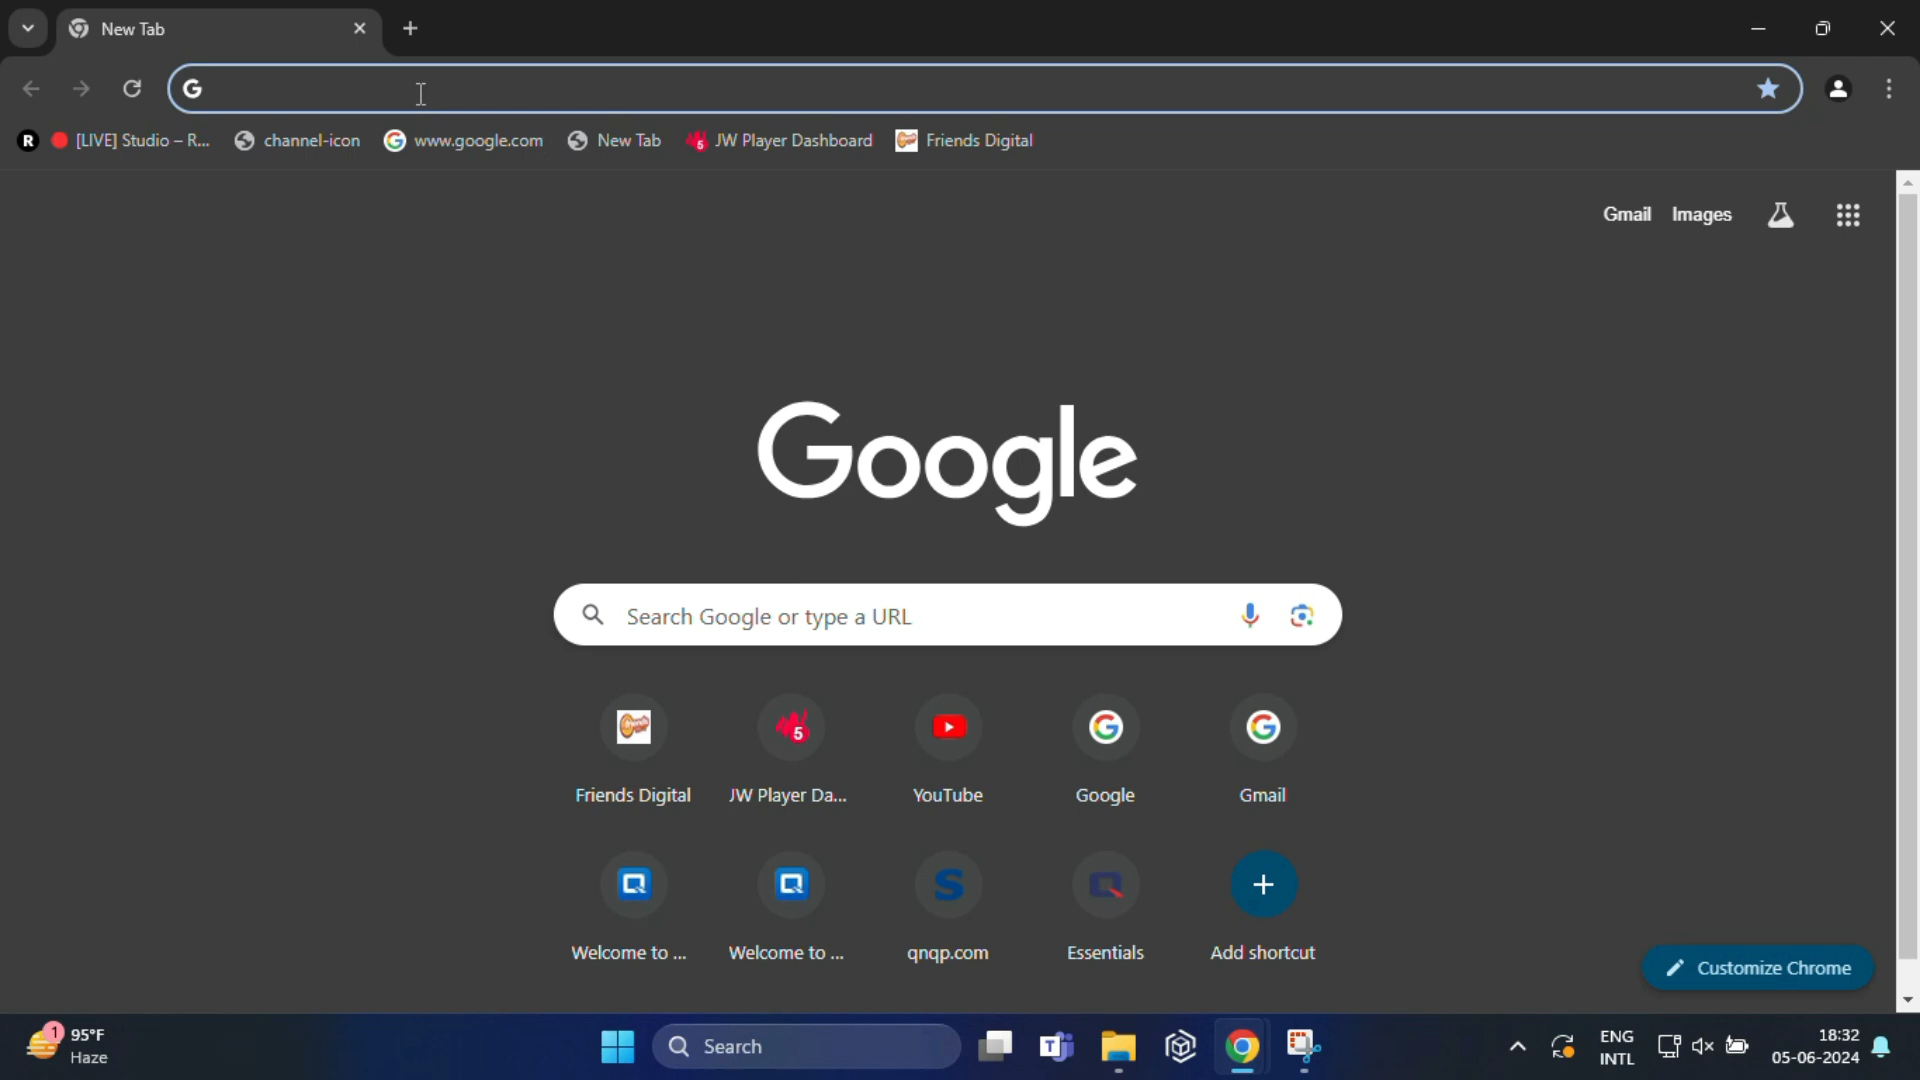 New Tab
[LIVE] Studio – R...
channel-icon
www.google.com
New Tab
JW Player Dashboard
Friends Digital
Gmail
Images
Google
Search Google or type a URL
Friends Digital
JW Player Da...
YouTube
Google
Gmail
Welcome to ...
Welcome to ...
qnqp.com
Essentials
Add shortcut
Customize Chrome
1
95°F
Haze
Search
ENG
INTL
18:32
05-06-2024